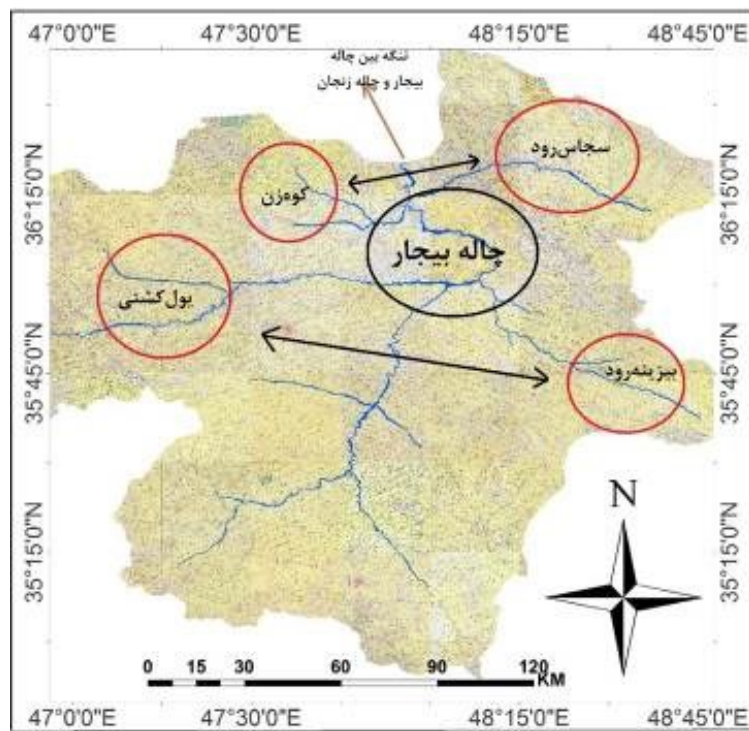 47°0'0"E
47°30'0"E
48°15'0"E
48°45'0"E
تنگه بین چاله
بیجار و چاله زنجان
سجاس‌رود
کوه‌زن
چاله بیجار
یول‌کشتی
بیزینه‌رود
36°15'0"N
35°45'0"N
35°15'0"N
36°15'0"N
35°45'0"N
35°15'0"N
N
0 15 30 60 90 120
KM
47°0'0"E
47°30'0"E
48°15'0"E
48°45'0"E